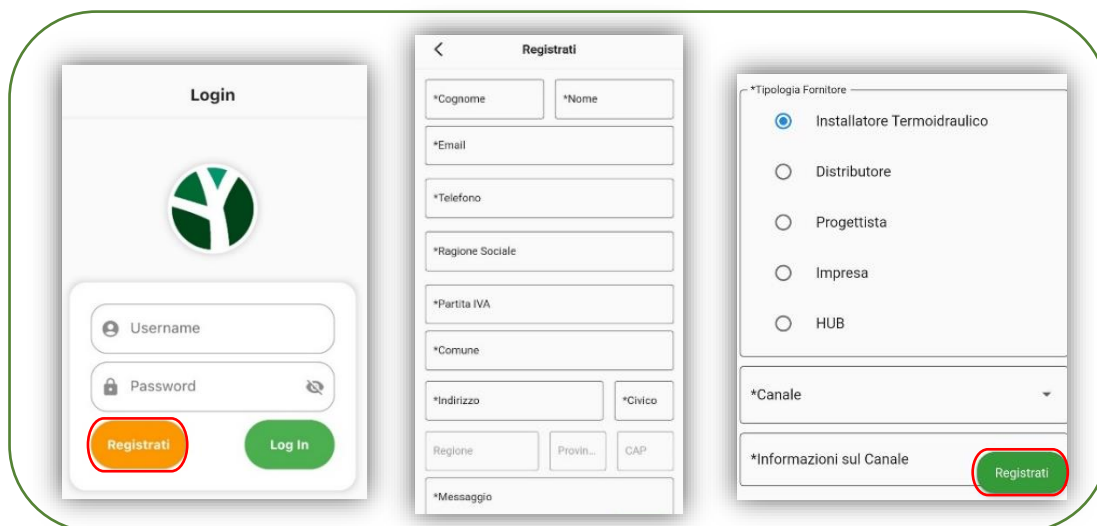 Login
Username
Password
Registrati
Log In
Registrati
*Cognome
*Nome
*Email
*Telefono
*Ragione Sociale
*Partita IVA
*Comune
*Indirizzo
*Civico
Regione
Provin...
CAP
*Messaggio
*Tipologia Fornitore
Installatore Termoidraulico
Distributore
Progettista
Impresa
HUB
*Canale
*Informazioni sul Canale
Registrati